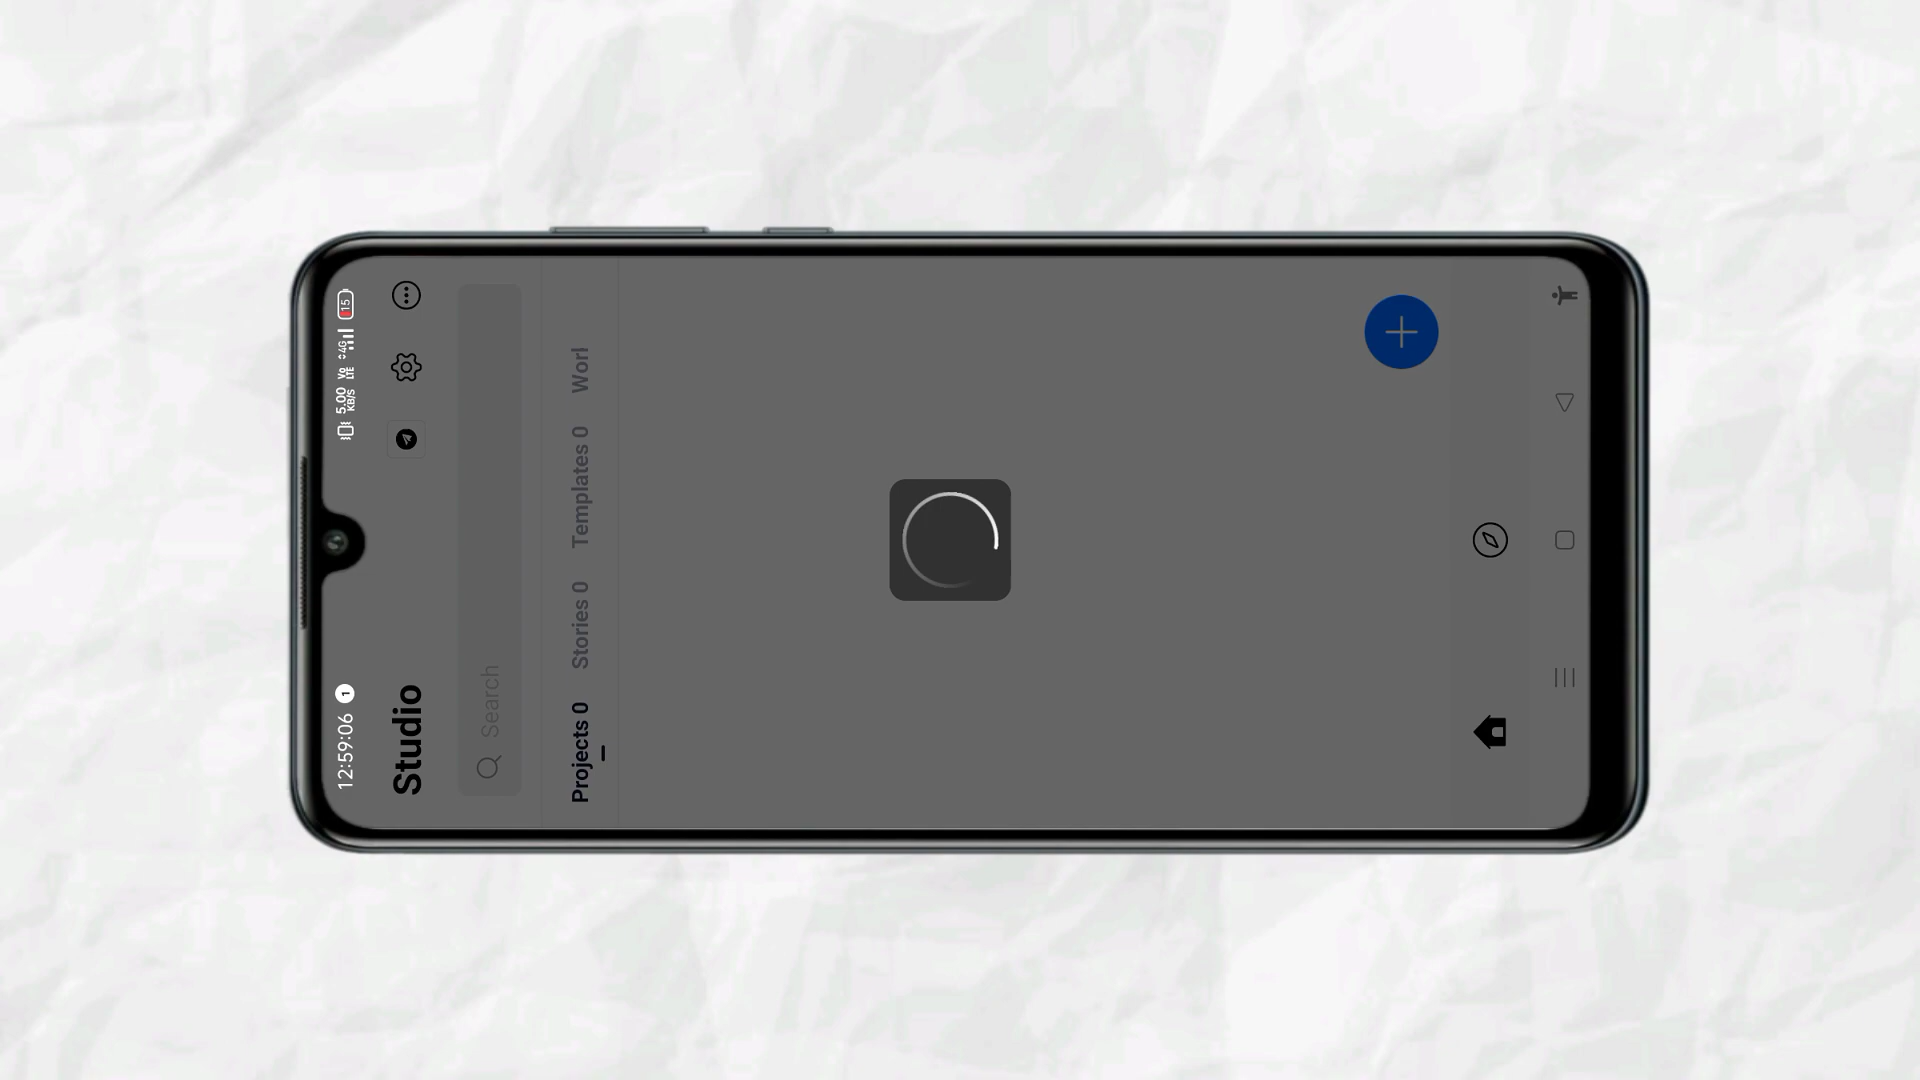 12:59:06 1 5.00 KB/S Vo LTE 4G 15
Studio
Search
Projects 0 Stories 0 Templates 0 Worl